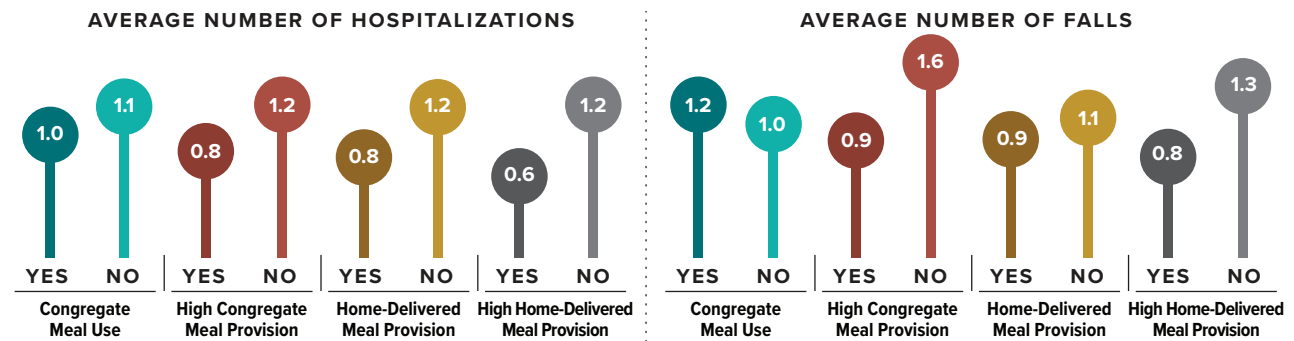 AVERAGE NUMBER OF HOSPITALIZATIONS
1.0
1.1
0.8
1.2
0.8
1.2
0.6
1.2
YES NO YES NO YES NO YES NO
Congregate
Meal Use
High Congregate
Meal Provision
Home-Delivered
Meal Provision
High Home-Delivered
Meal Provision
AVERAGE NUMBER OF FALLS
1.2
1.0
0.9
1.6
0.9
1.1
0.8
1.3
YES NO YES NO YES NO YES NO
Congregate
Meal Use
High Congregate
Meal Provision
Home-Delivered
Meal Provision
High Home-Delivered
Meal Provision